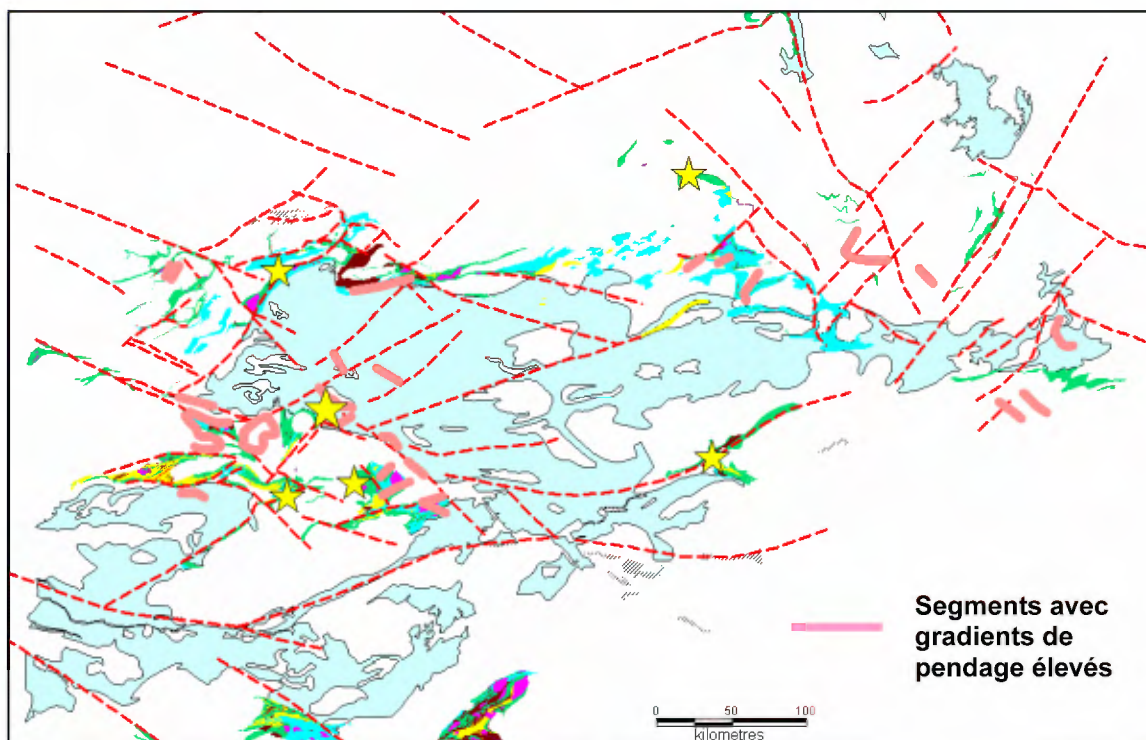 Segments avec
gradients de
pendage élevés
0 50 100
kilometres